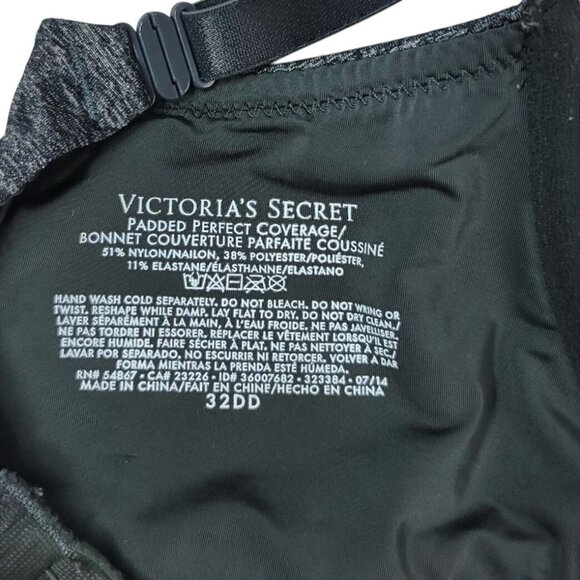 VICTORIA'S SECRET
PADDED PERFECT COVERAGE/
BONNET COUVERTURE PARFAITE COUSSINÉ
51% NYLON/NAILON, 38% POLYESTER/POLIÉSTER,
11% ELASTANE/ÉLASTHANNE/ELASTANO
HAND WASH COLD SEPARATELY. DO NOT BLEACH. DO NOT WRING OR
TWIST. RESHAPE WHILE DAMP. LAY FLAT TO DRY. DO NOT DRY CLEAN./
LAVER SÉPARÉMENT À LA MAIN, À L'EAU FROIDE. NE PAS JAVELLISER.
NE PAS TORDRE NI ESSORER. REPLACER LE VÊTEMENT LORSQU'IL EST
ENCORE HUMIDE. FAIRE SÉCHER À PLAT. NE PAS NETTOYER À SEC./
LAVAR POR SEPARADO, NO ESCURRIR NI RETORCER. VOLVER A DAR
FORMA MIENTRAS LA PRENDA ESTÉ HÚMEDA.
RN# 54867 • CA# 23226 • ID# 36007682 • 323384 • 07/14
MADE IN CHINA/FAIT EN CHINE/HECHO EN CHINA
32DD